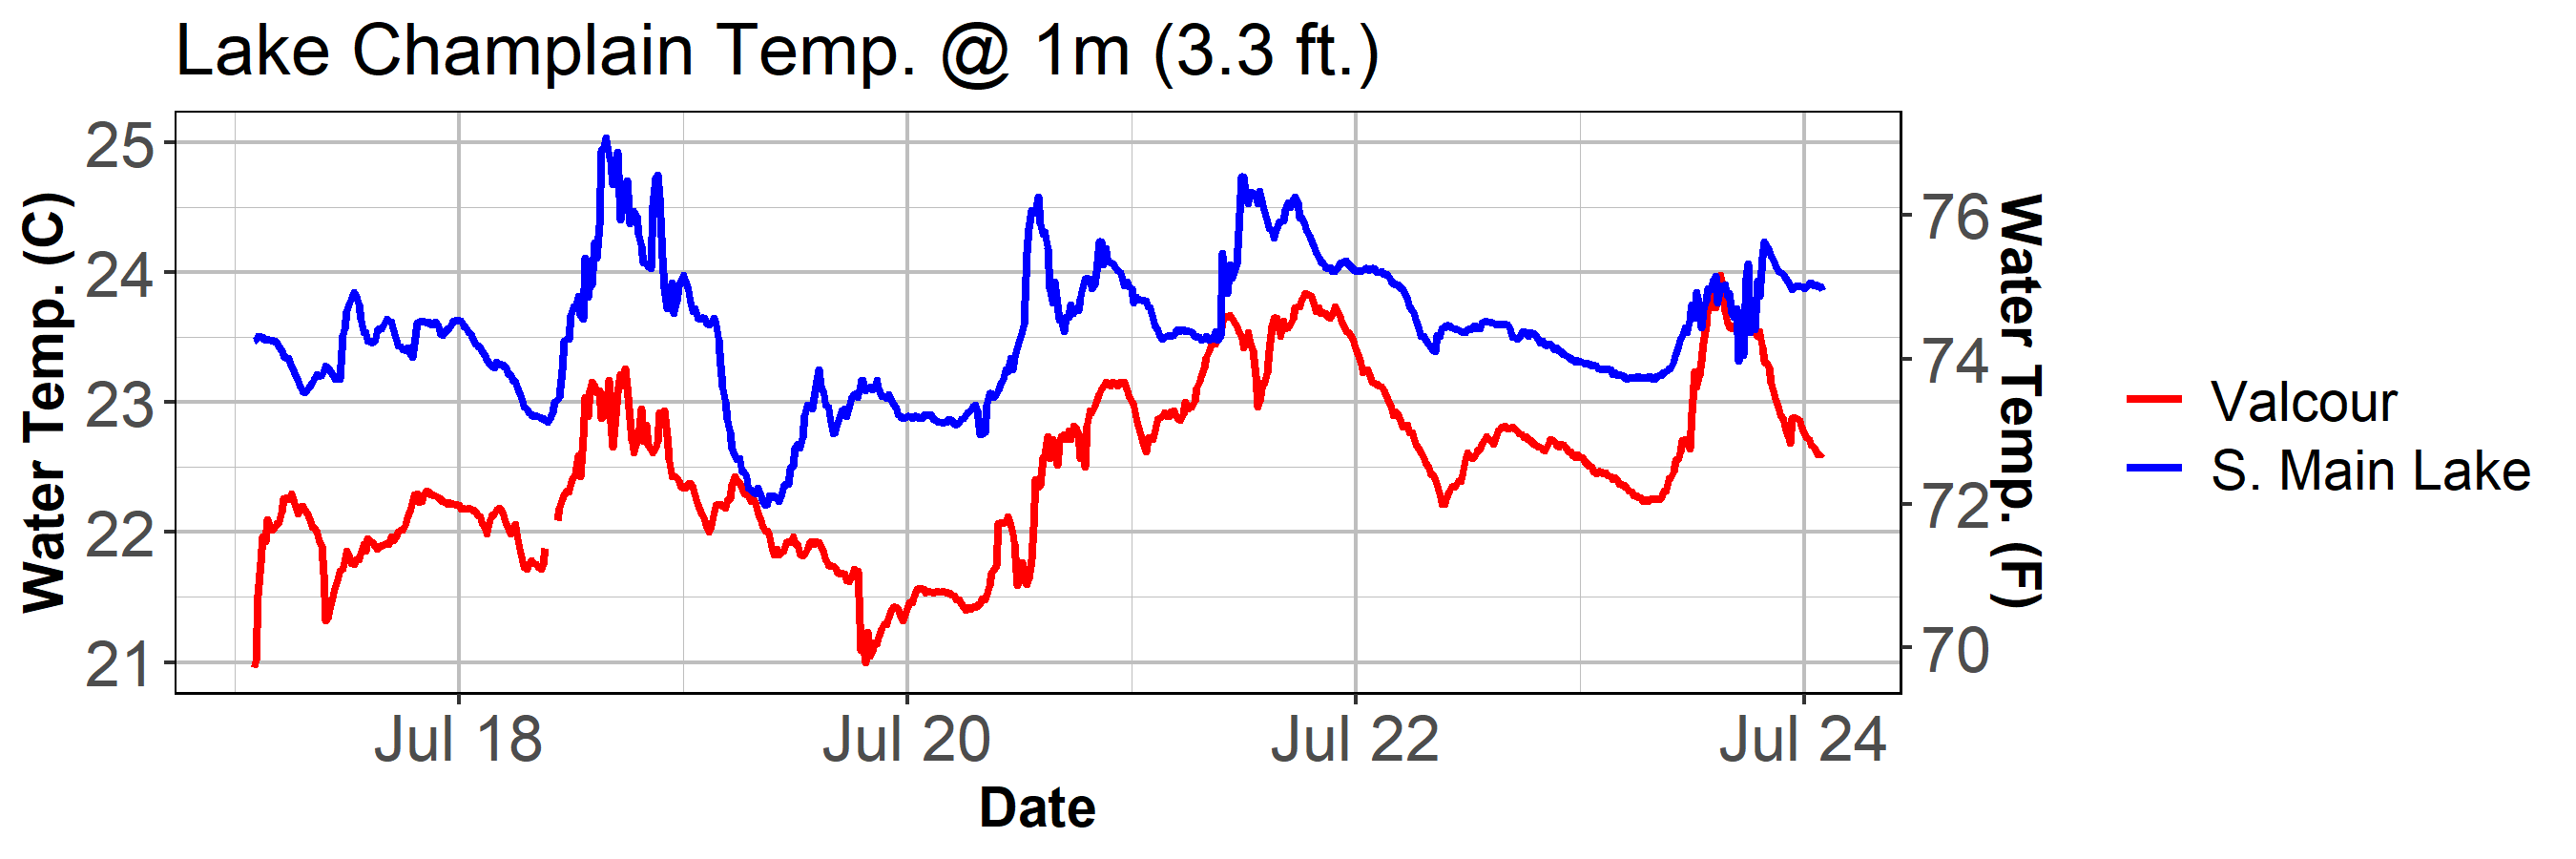 Lake Champlain Temp. @ 1m (3.3 ft.)
Water Temp. (C)
25
24
23
22
21
76
74
72
70
Water Temp. (F)
Jul 18
Jul 20
Jul 22
Jul 24
Date
Valcour
S. Main Lake